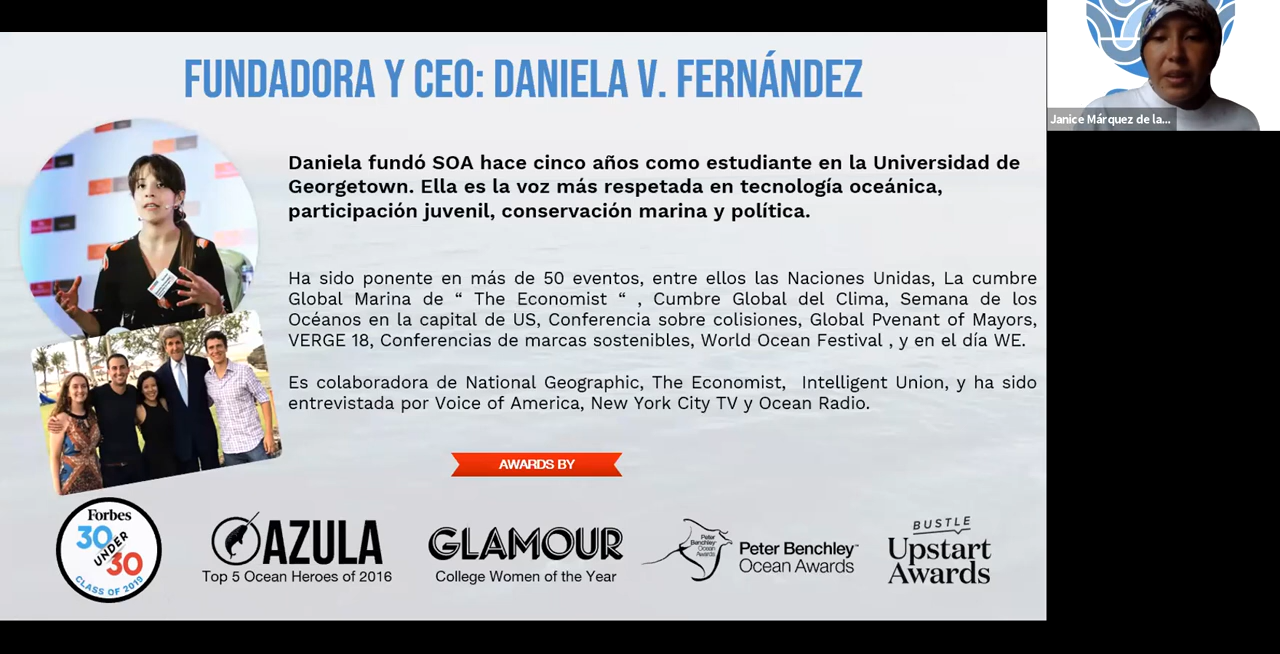 FUNDADORA Y CEO: DANIELA V. FERNÁNDEZ
Janice Márquez de la...
Daniela fundó SOA hace cinco años como estudiante en la Universidad de
Georgetown. Ella es la voz más respetada en tecnología oceánica,
participación juvenil, conservación marina y política.
Ha sido ponente en más de 50 eventos, entre ellos las Naciones Unidas, La cumbre
Global Marina de “ The Economist “ , Cumbre Global del Clima, Semana de los
Océanos en la capital de US, Conferencia sobre colisiones, Global Pvenant of Mayors,
VERGE 18, Conferencias de marcas sostenibles, World Ocean Festival , y en el día WE.
Es colaboradora de National Geographic, The Economist,  Intelligent Union, y ha sido
entrevistada por Voice of America, New York City TV y Ocean Radio.
AWARDS BY
Forbes
30
UNDER
30
CLASS OF 2019
AZULA
Top 5 Ocean Heroes of 2016
GLAMOUR
College Women of the Year
Peter
Benchley
Ocean
Awards
Peter Benchley™
Ocean Awards
BUSTLE
Upstart
Awards